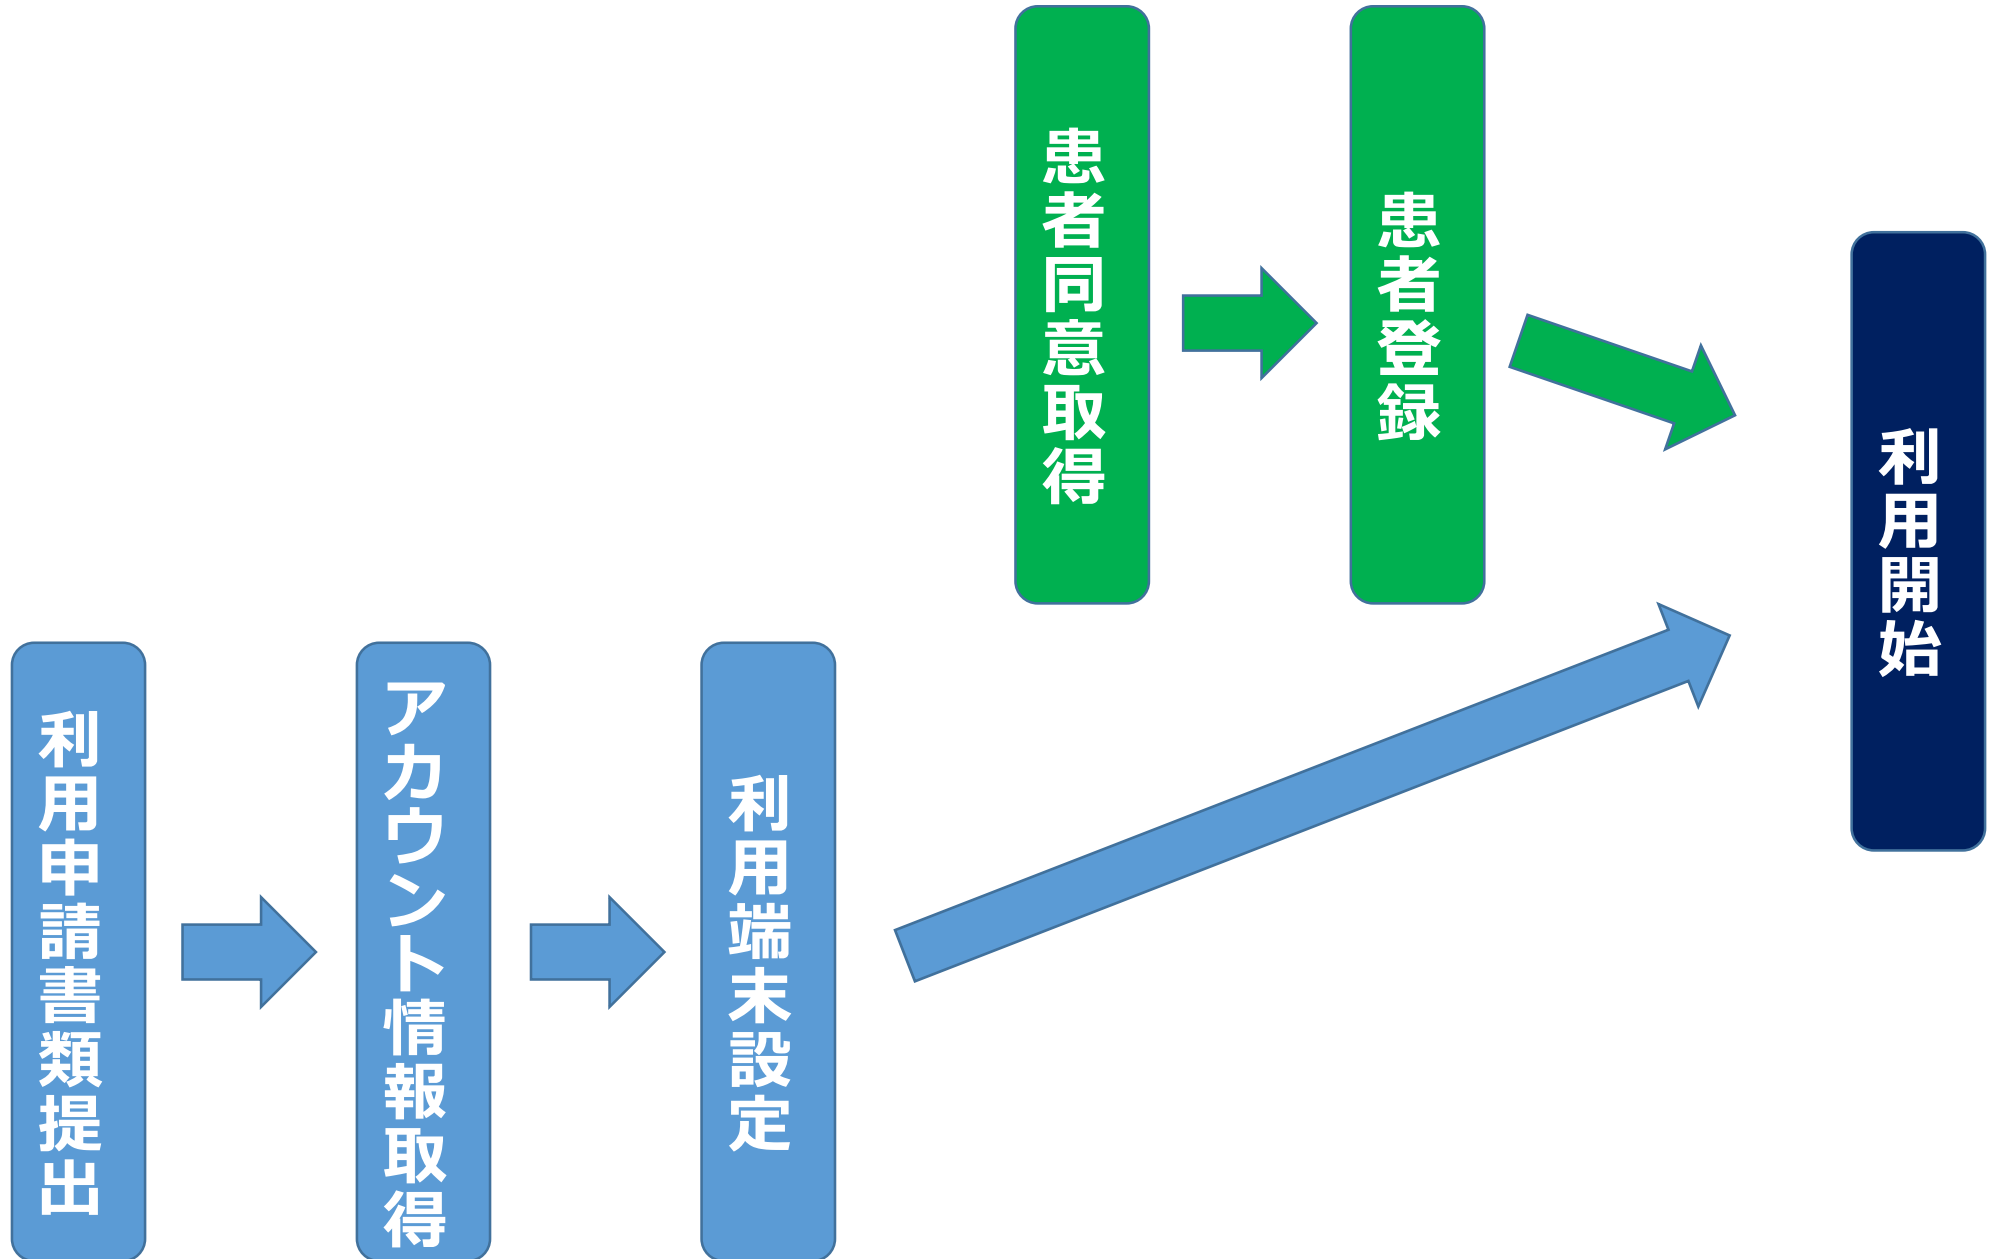 患者同意取得
患者登録
利用開始
利用申請書類提出
アカウント情報取得
利用端末設定